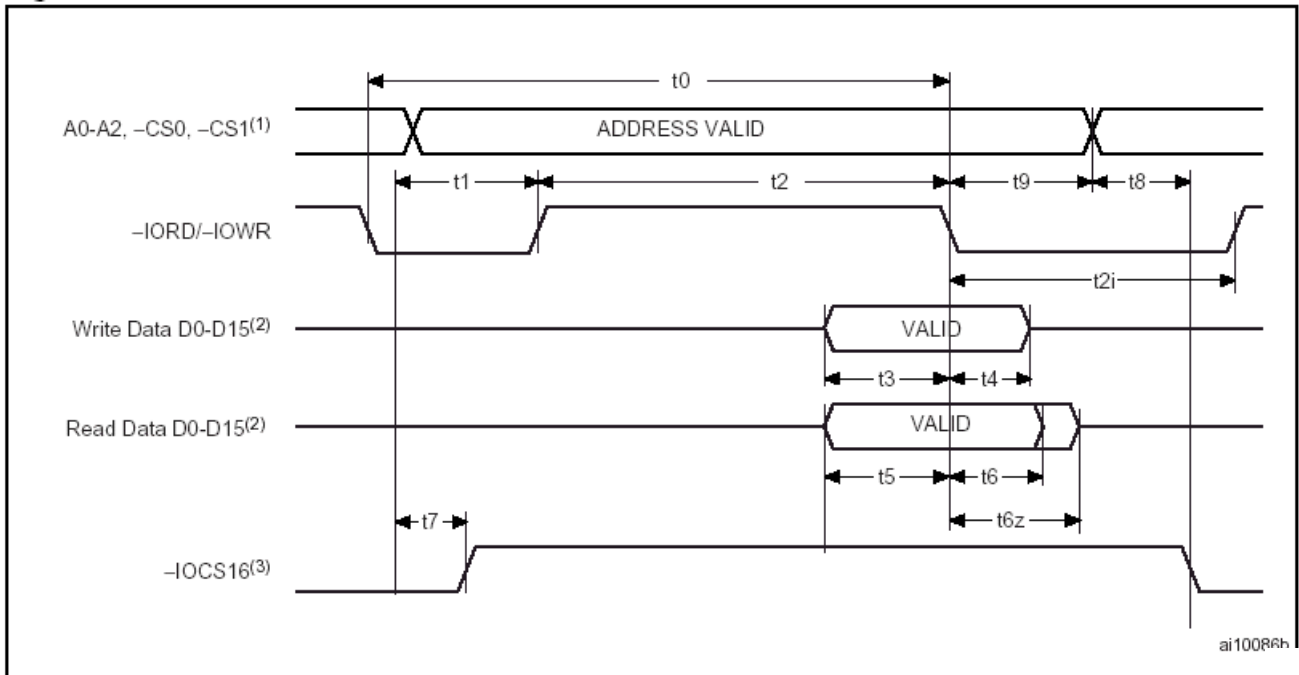 t0
A0-A2, –CS0, –CS1(1)
ADDRESS VALID
t1
t2
t9
t8
–IORD/–IOWR
t2i
Write Data D0-D15(2)
VALID
t3
t4
Read Data D0-D15(2)
VALID
t5
t6
t7
t6z
–IOCS16(3)
ai10086b